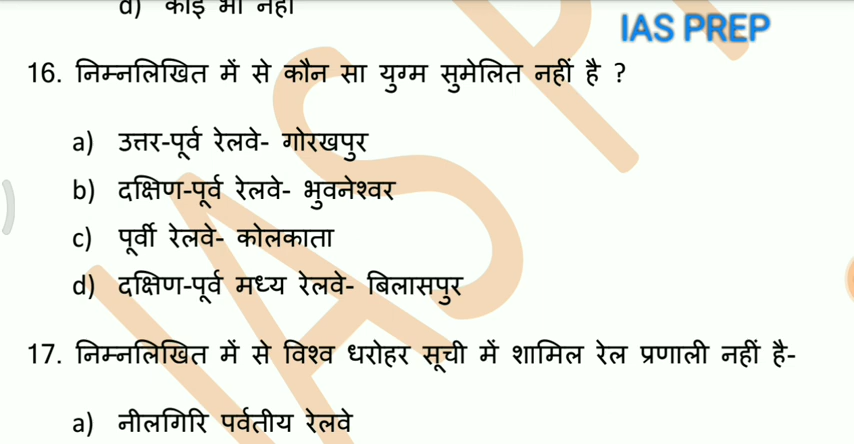 d) कोई भी नहीं
IAS PREP
16. निम्नलिखित में से कौन सा युग्म सुमेलित नहीं है ?
a) उत्तर-पूर्व रेलवे- गोरखपुर
b) दक्षिण-पूर्व रेलवे- भुवनेश्वर
c) पूर्वी रेलवे- कोलकाता
d) दक्षिण-पूर्व मध्य रेलवे- बिलासपुर
17. निम्नलिखित में से विश्व धरोहर सूची में शामिल रेल प्रणाली नहीं है-
a) नीलगिरि पर्वतीय रेलवे